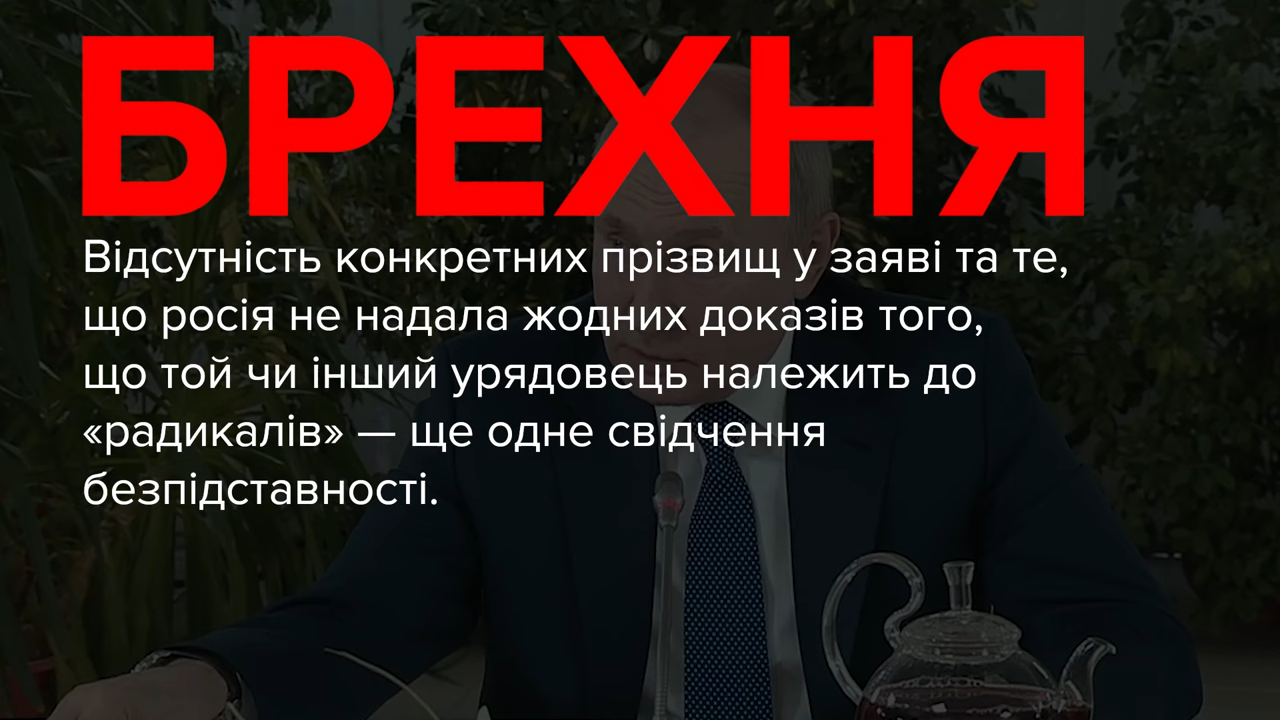 БРЕХНЯ
Відсутність конкретних прізвищ у заяві та те,
що росія не надала жодних доказів того,
що той чи інший урядовець належить до
«радикалів» — ще одне свідчення
безпідставності.